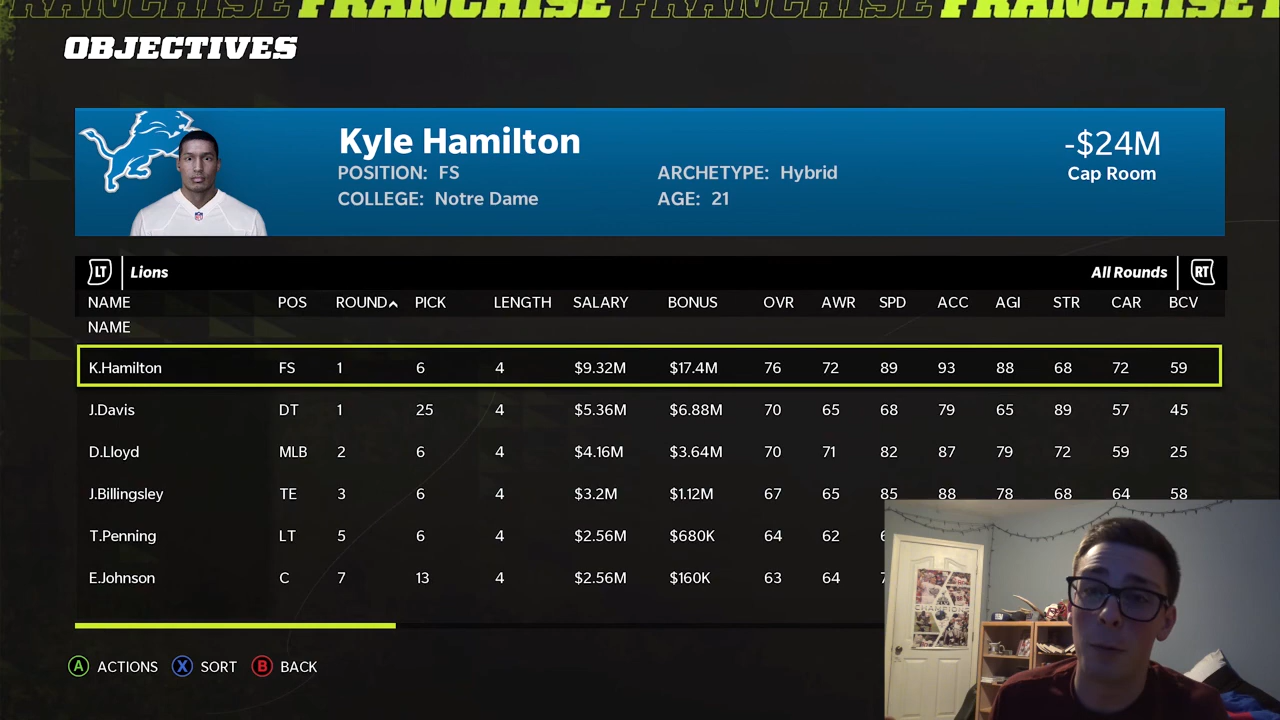 FRANCHISE FRANCHISE FRANCHISE FRANCHISE
OBJECTIVES
Kyle Hamilton
POSITION: FS
ARCHETYPE: Hybrid
COLLEGE: Notre Dame
AGE: 21
-$24M
Cap Room
LT Lions All Rounds RT
NAME POS ROUND PICK LENGTH SALARY BONUS OVR AWR SPD ACC AGI STR CAR BCV
NAME
K.Hamilton FS 1 6 4 $9.32M $17.4M 76 72 89 93 88 68 72 59
J.Davis DT 1 25 4 $5.36M $6.88M 70 65 68 79 65 89 57 45
D.Lloyd MLB 2 6 4 $4.16M $3.64M 70 71 82 87 79 72 59 25
J.Billingsley TE 3 6 4 $3.2M $1.12M 67 65 85 88 78 68 64 58
T.Penning LT 5 6 4 $2.56M $680K 64 62
E.Johnson C 7 13 4 $2.56M $160K 63 64
A ACTIONS X SORT B BACK